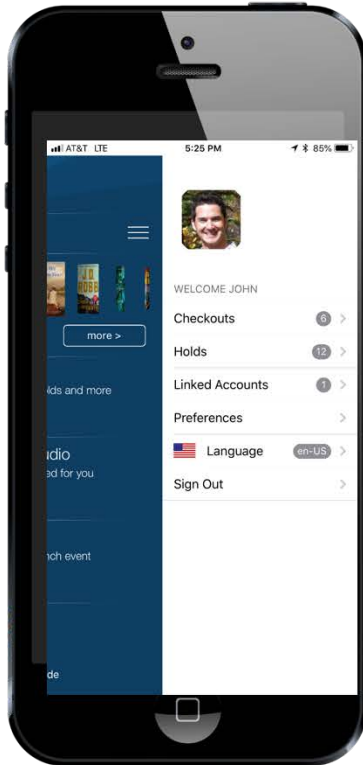 AT&T LTE 5:25 PM 85%
J.D.
ROBB
more >
WELCOME JOHN
Checkouts 6 >
Holds 12 >
lds and more
Linked Accounts 1 >
Preferences >
udio
Language en-US >
ed for you
Sign Out >
nch event
de